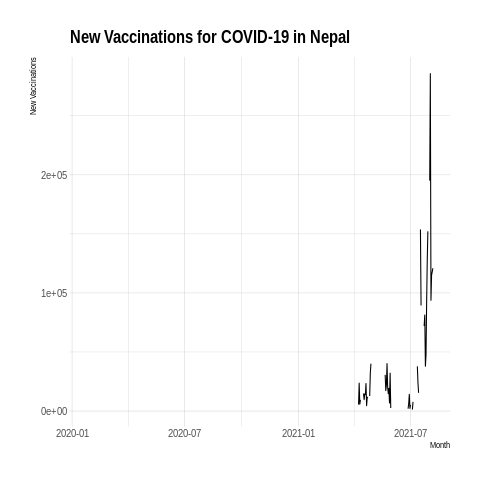 New Vaccinations for COVID-19 in Nepal
New Vaccinations
2e+05
1e+05
0e+00
2020-01 2020-07 2021-01 2021-07
Month